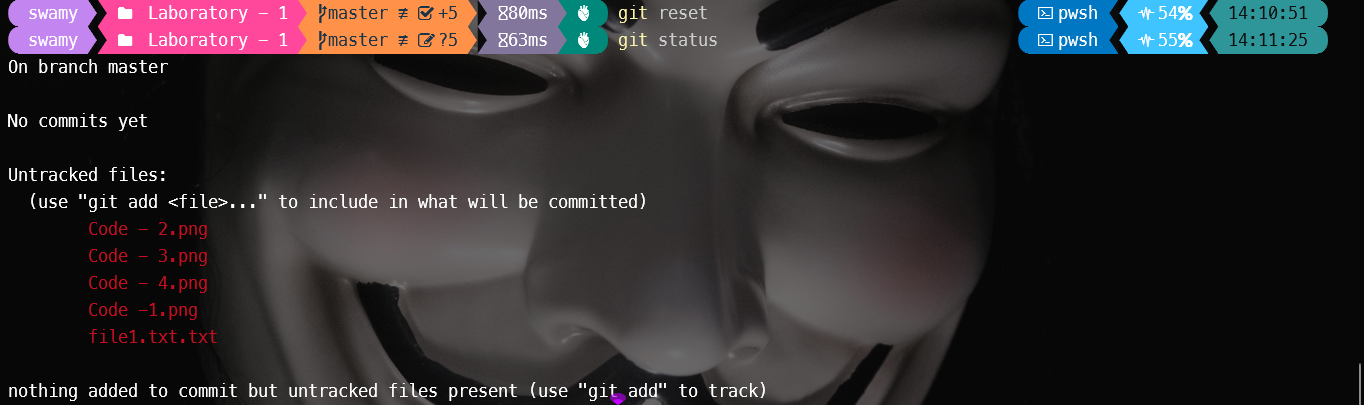 swamy Laboratory - 1 master ≢ +5 80ms git reset pwsh 54% 14:10:51
swamy Laboratory - 1 master ≢ ?5 63ms git status pwsh 55% 14:11:25
On branch master
No commits yet
Untracked files:
(use "git add <file>..." to include in what will be committed)
Code - 2.png
Code - 3.png
Code - 4.png
Code -1.png
file1.txt.txt
nothing added to commit but untracked files present (use "git add" to track)